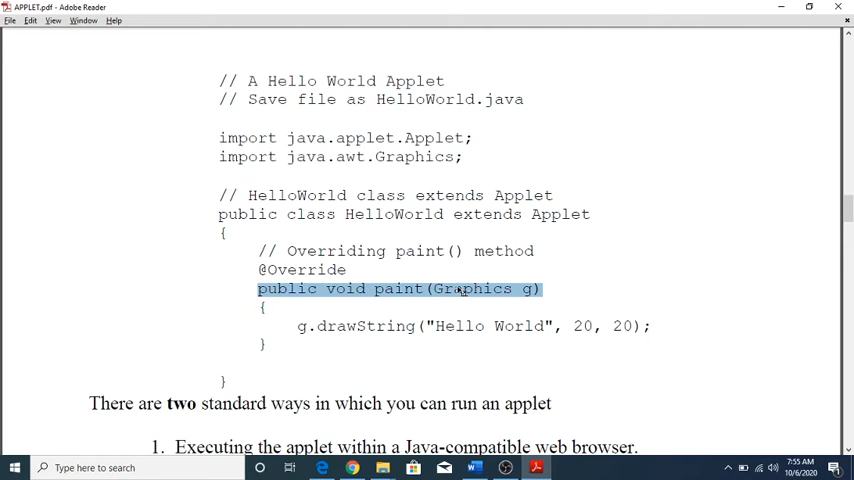 APPLET.pdf - Adobe Reader
File Edit View Window Help
// A Hello World Applet
// Save file as HelloWorld.java
import java.applet.Applet;
import java.awt.Graphics;
// HelloWorld class extends Applet
public class HelloWorld extends Applet
{
// Overriding paint() method
@Override
public void paint(Graphics g)
{
g.drawString("Hello World", 20, 20);
}
}
There are two standard ways in which you can run an applet
1. Executing the applet within a Java-compatible web browser.
Type here to search
7:55 AM
10/6/2020